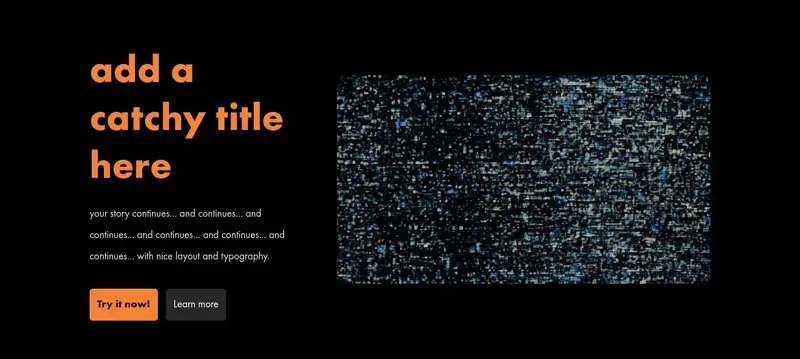 add a
catchy title
here
your story continues... and continues... and
continues... and continues... and continues... and
continues... with nice layout and typography.
Try it now!
Learn more